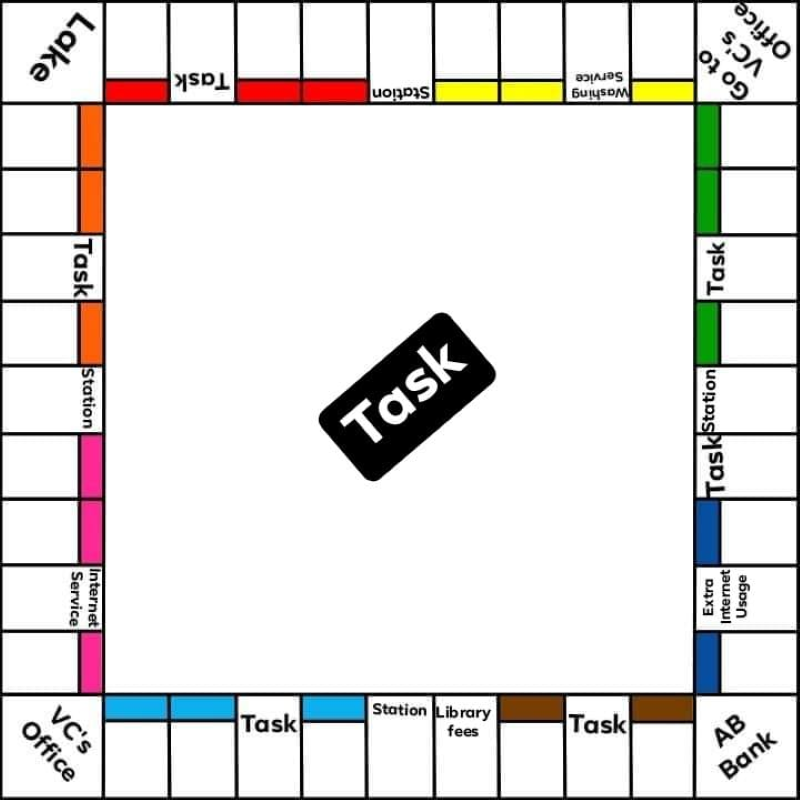 Lake
Task
Station
Washing
Service
Go to
VC's
Office
Task
Station
Internet
Service
Task
Task
Station
Task
Extra
Internet
Usage
VC's
Office
Task
Station
Library
fees
Task
AB
Bank